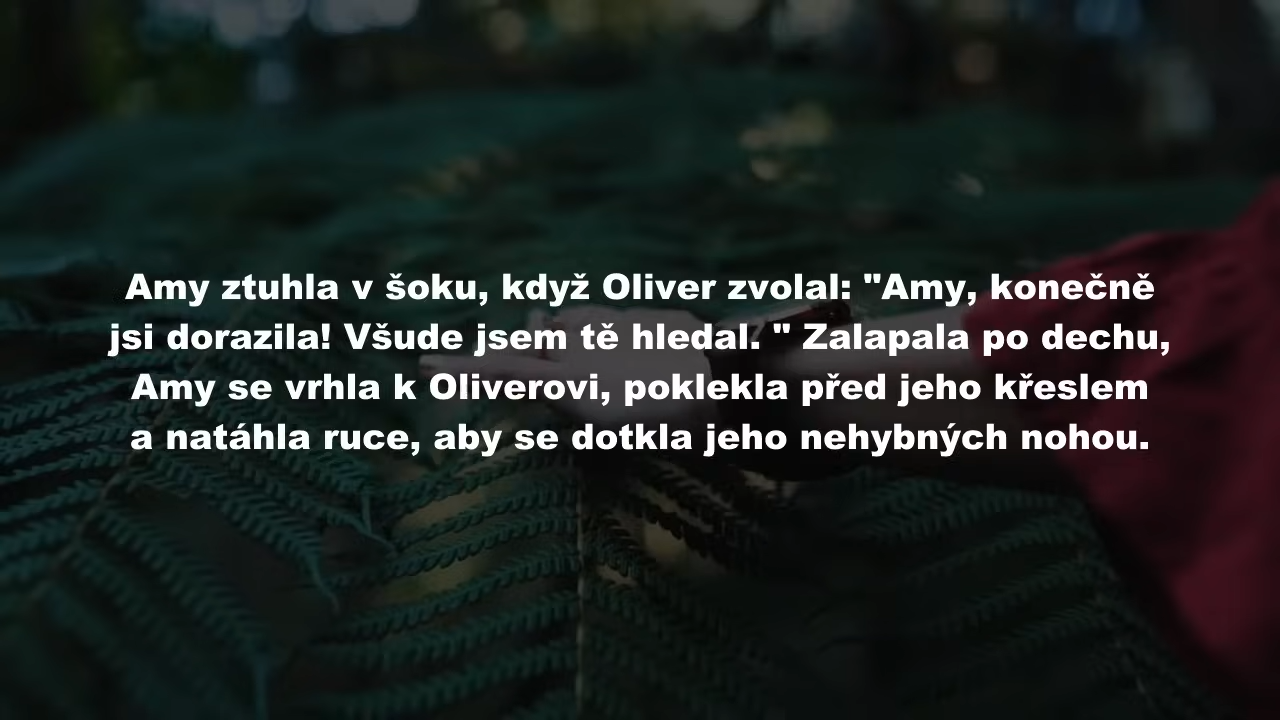 Amy ztuhla v šoku, když Oliver zvolal: "Amy, konečně
jsi dorazila! Všude jsem tě hledal. " Zalapala po dechu,
Amy se vrhla k Oliverovi, poklekla před jeho křeslem
a natáhla ruce, aby se dotkla jeho nehybných nohou.